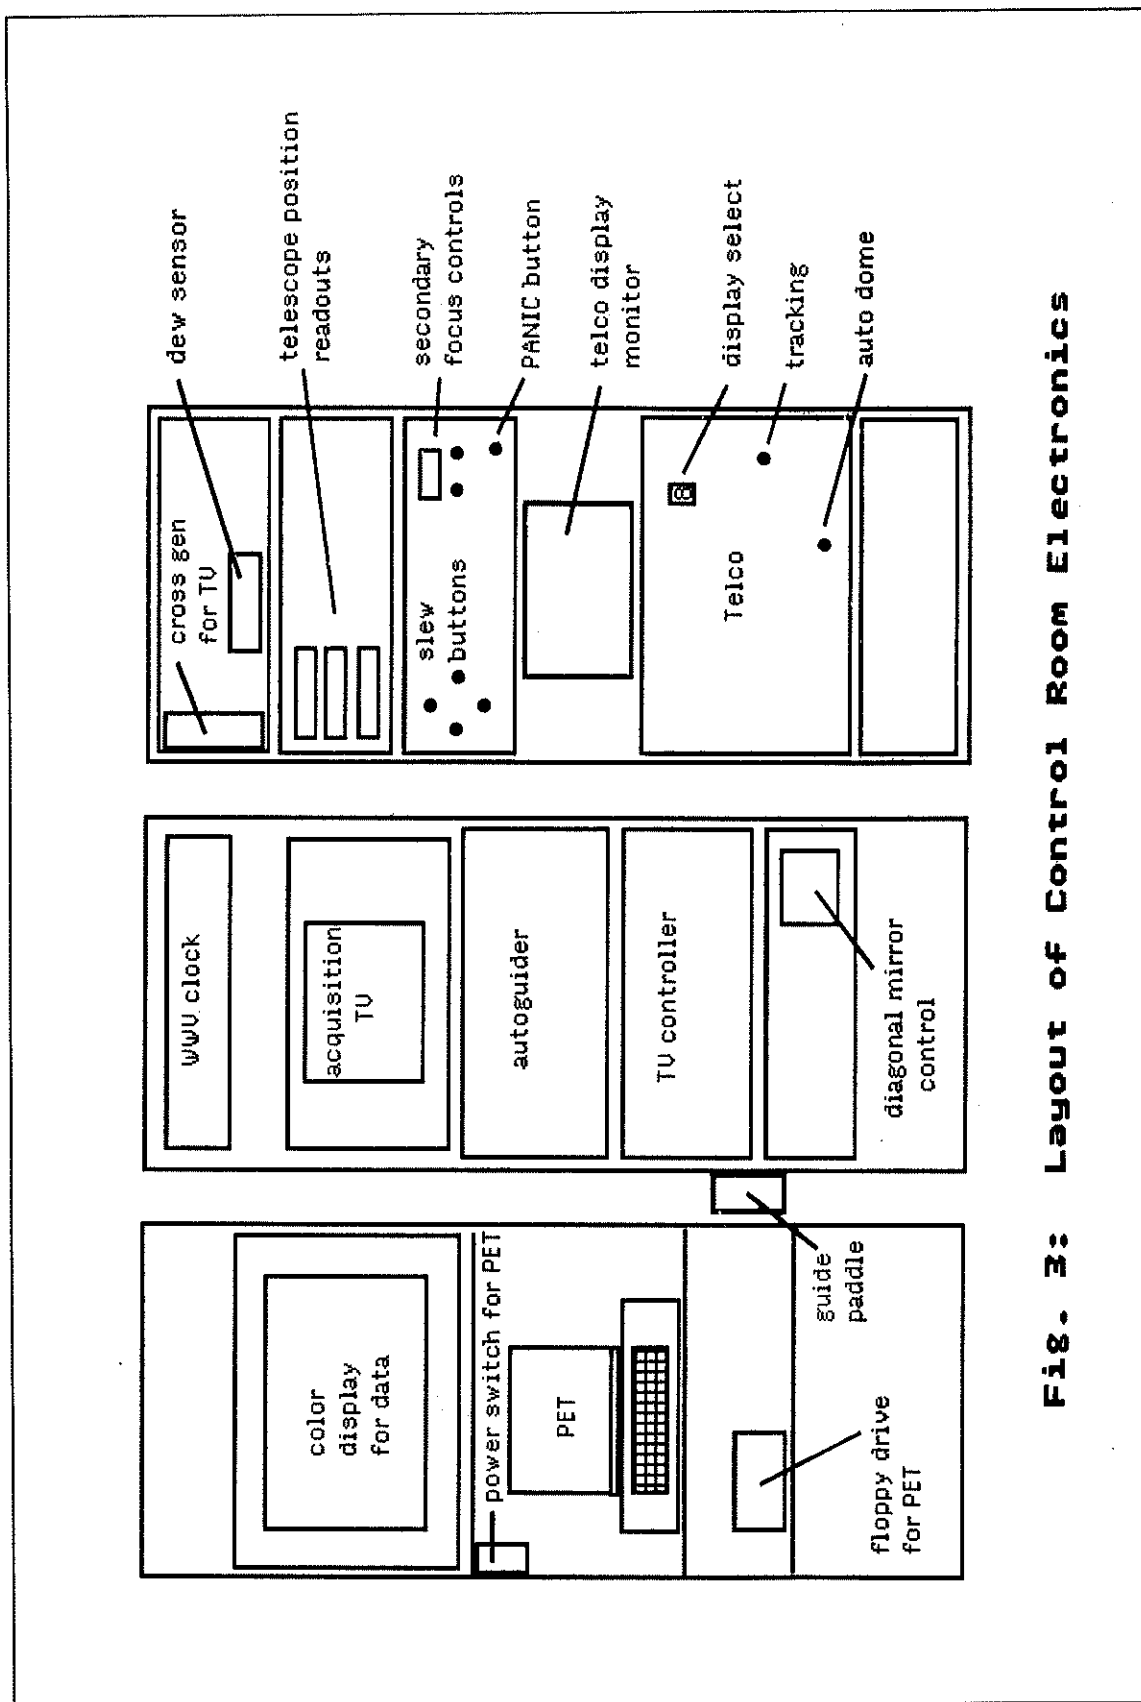 color
display
for data
power switch for PET
PET
floppy drive
for PET
guide
paddle
WWV clock
acquisition
TV
autoguider
TV controller
diagonal mirror
control
cross gen
for TV
dew sensor
telescope position
readouts
slew
buttons
secondary
focus controls
PANIC button
telco display
monitor
Telco
8
display select
tracking
auto dome
Fig. 3: Layout of Control Room Electronics